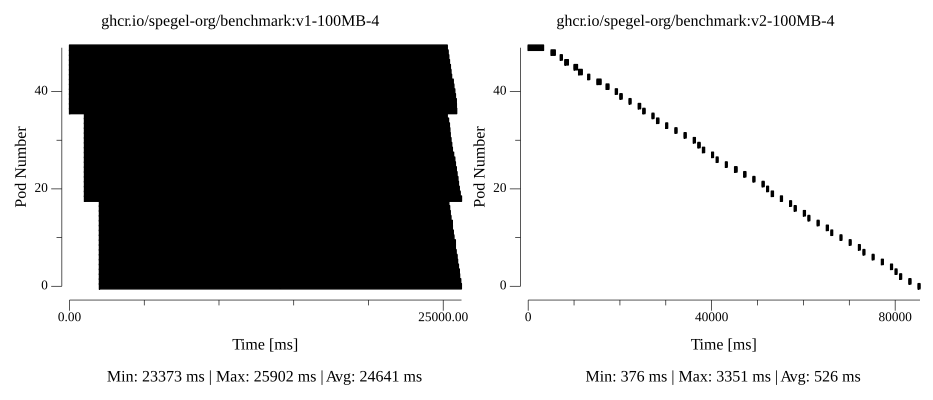 ghcr.io/spegel-org/benchmark:v1-100MB-4
Pod Number
40
20
0
0.00
25000.00
Time [ms]
Min: 23373 ms | Max: 25902 ms | Avg: 24641 ms
ghcr.io/spegel-org/benchmark:v2-100MB-4
Pod Number
40
20
0
0
40000
80000
Time [ms]
Min: 376 ms | Max: 3351 ms | Avg: 526 ms